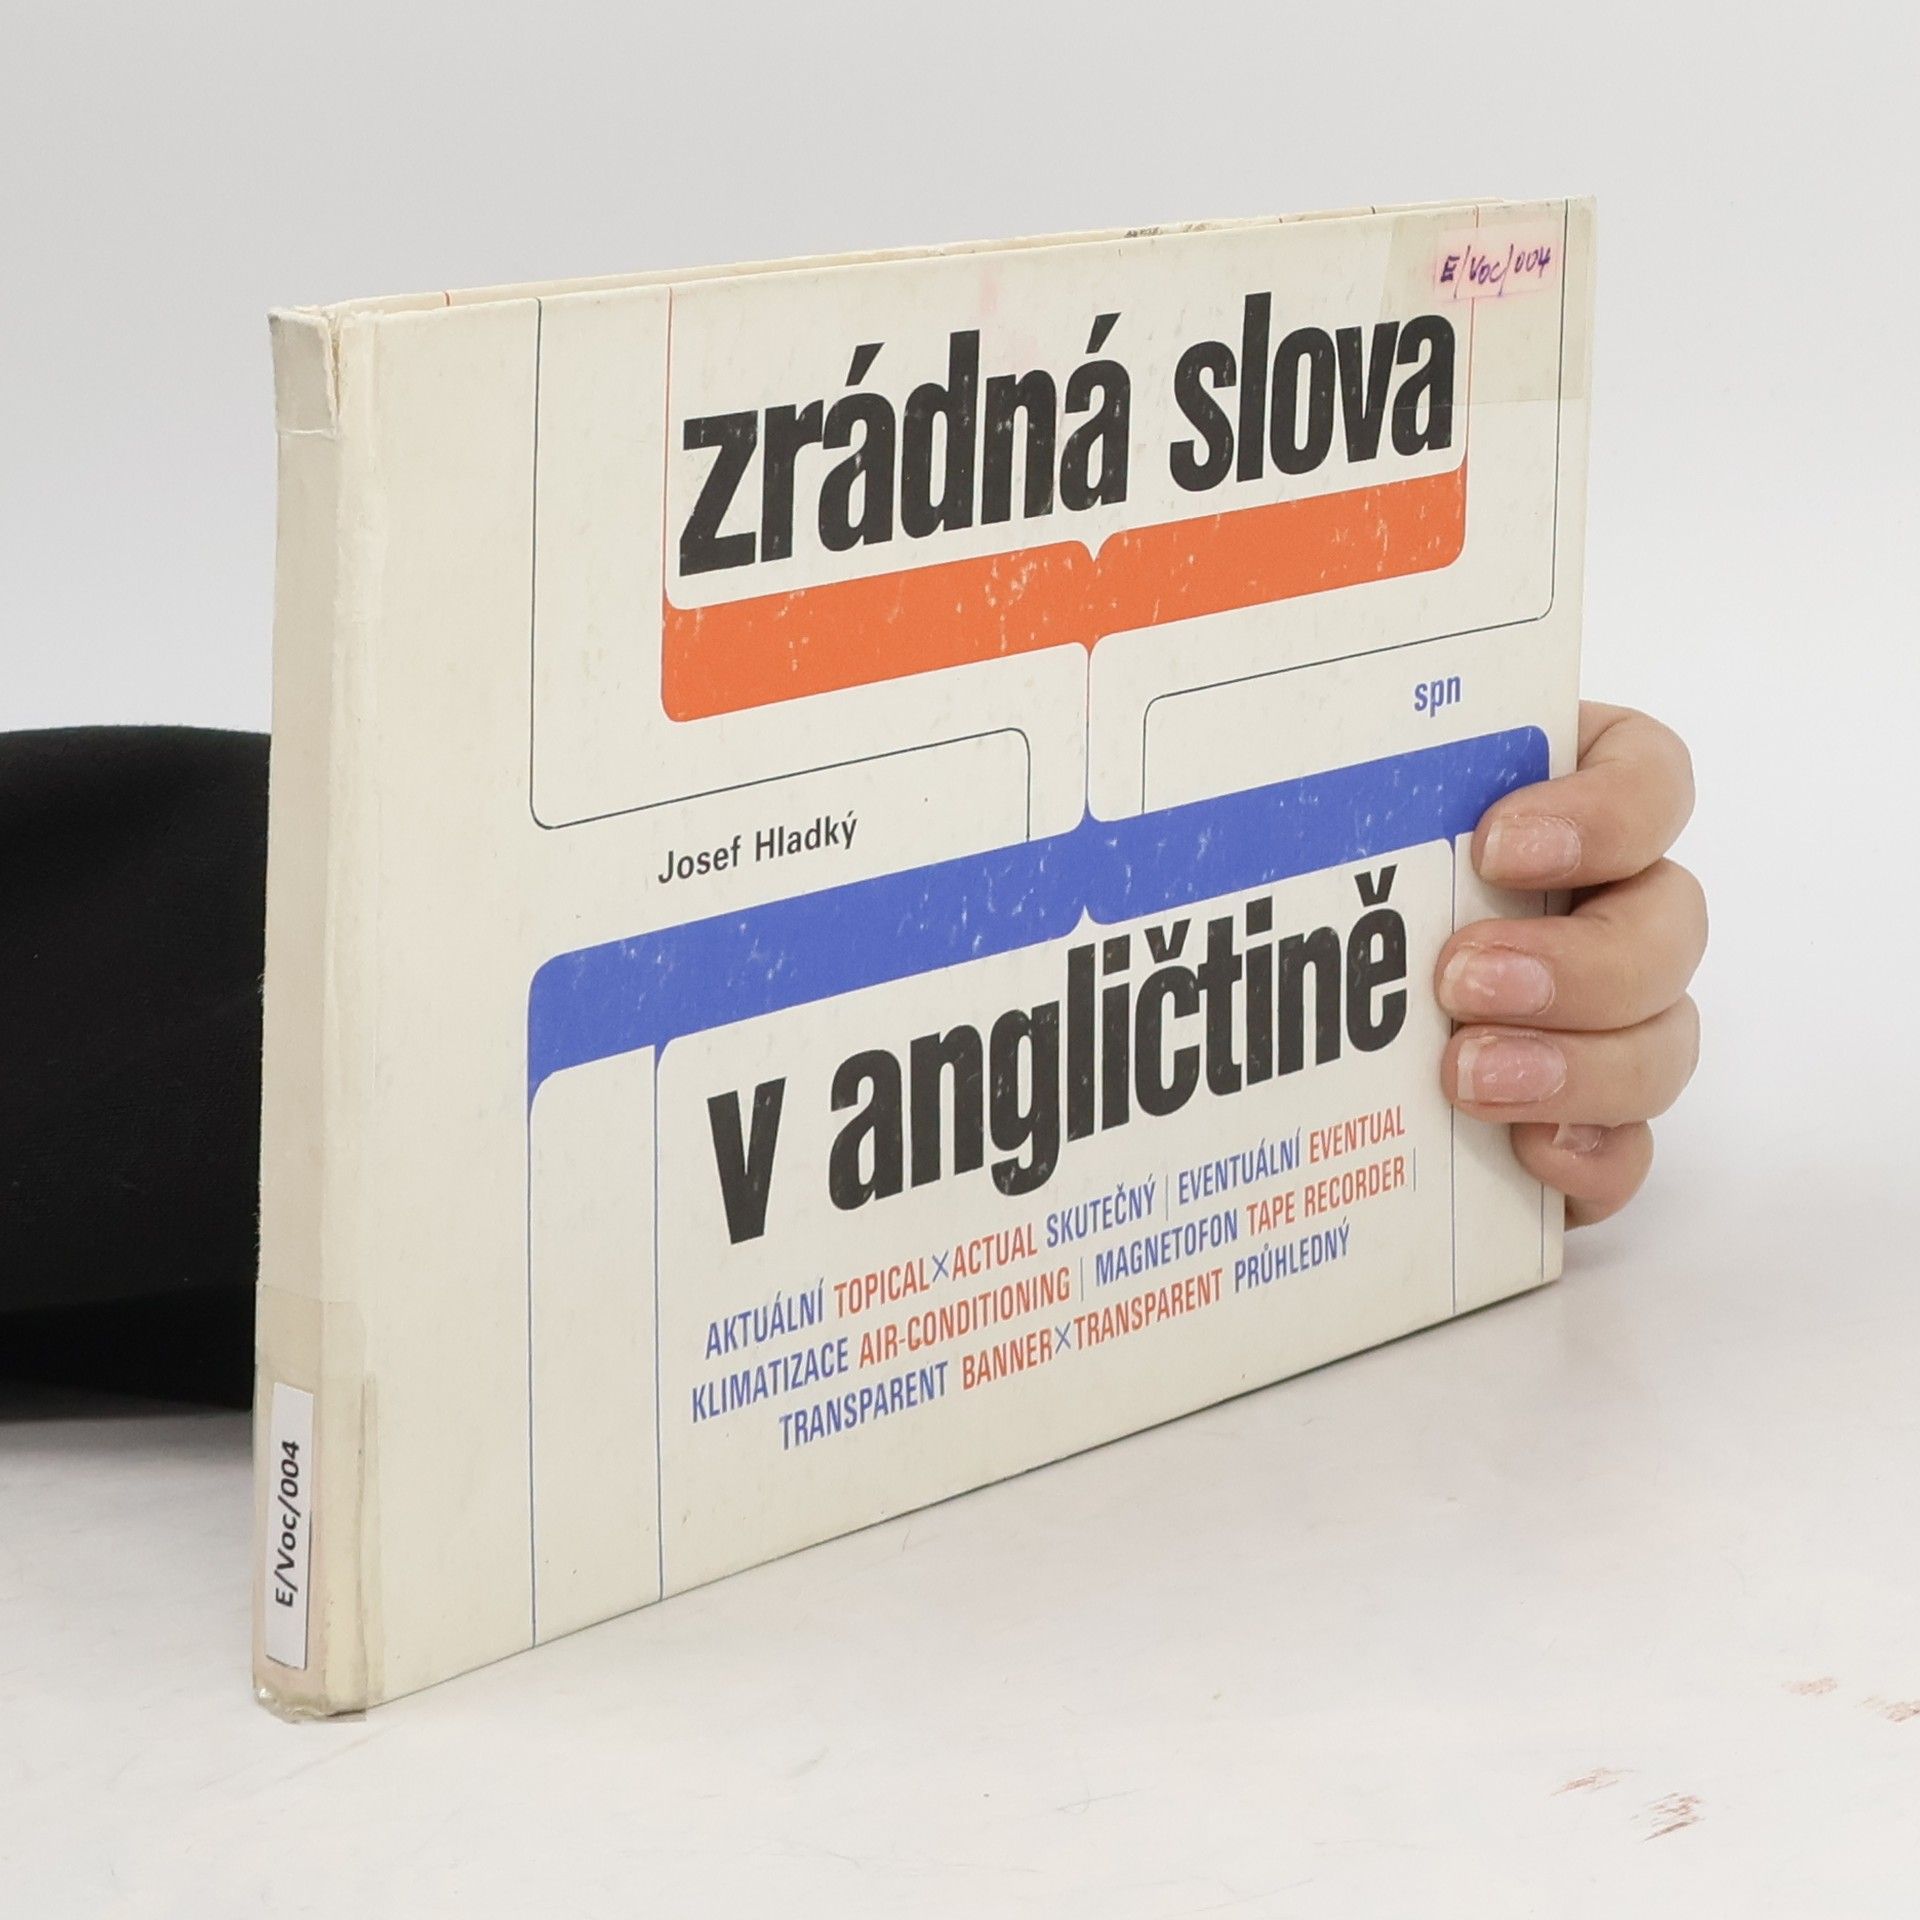 E/Voc/004
zrádná slova
spn
Josef Hladký
v angličtině
AKTUÁLNÍ TOPICAL×ACTUAL SKUTEČNÝ | EVENTUÁLNÍ EVENTUAL
KLIMATIZACE AIR-CONDITIONING | MAGNETOFON TAPE RECORDER |
TRANSPARENT BANNER×TRANSPARENT PRŮHLEDNÝ
E/Voc/004